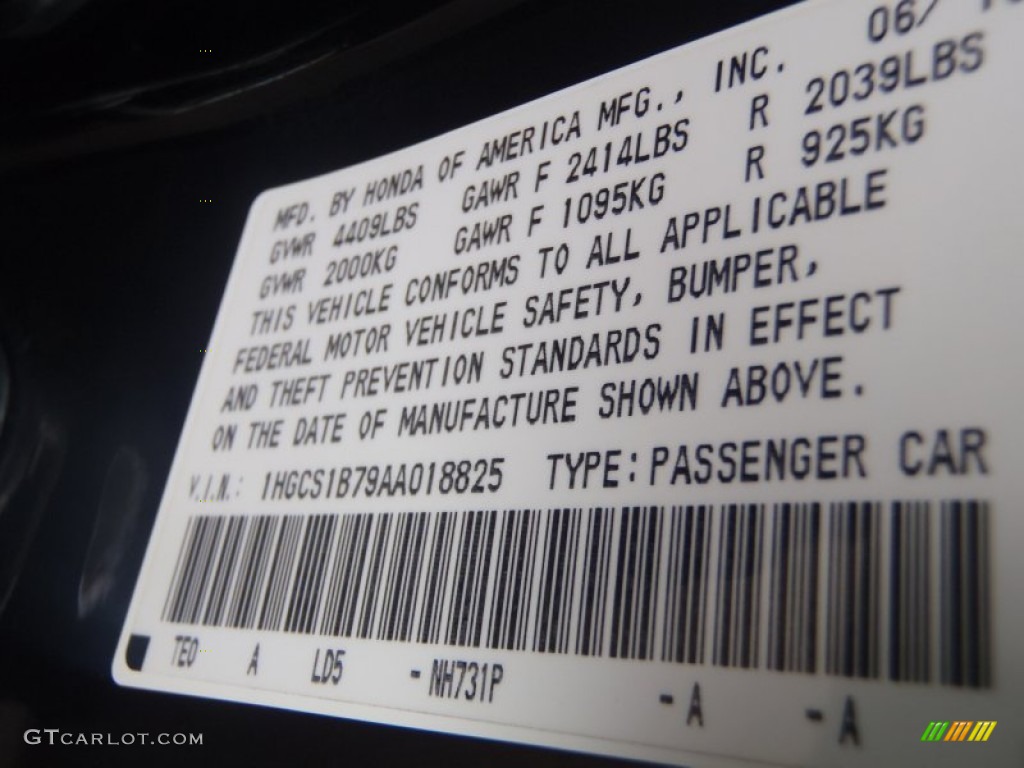 MFD. BY HONDA OF AMERICA MFG., INC. 06/
GVWR 4409LBS GAWR F 2414LBS R 2039LBS
GVWR 2000KG GAWR F 1095KG R 925KG
THIS VEHICLE CONFORMS TO ALL APPLICABLE
FEDERAL MOTOR VEHICLE SAFETY, BUMPER,
AND THEFT PREVENTION STANDARDS IN EFFECT
ON THE DATE OF MANUFACTURE SHOWN ABOVE.
V.I.N.: 1HGCS1B79AA018825 TYPE:PASSENGER CAR
TE0 A LD5 -NH731P -A -A
GTCARLOT.COM